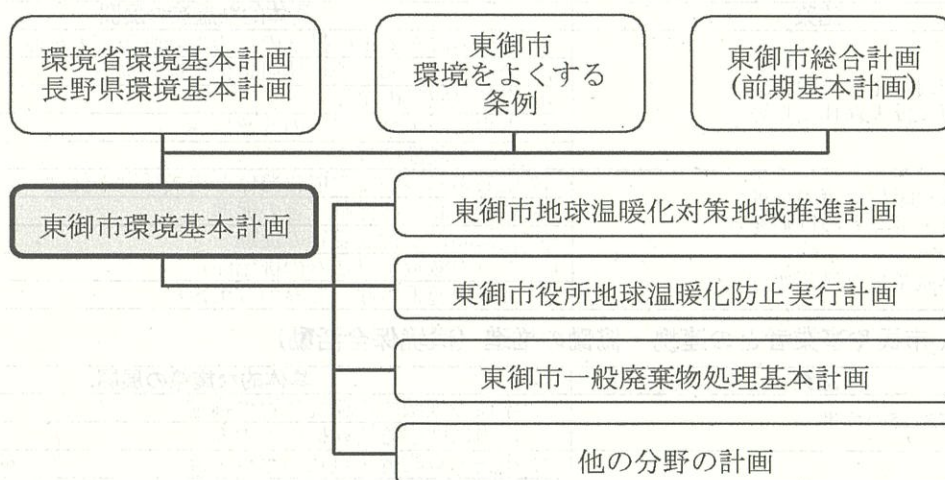 環境省環境基本計画
長野県環境基本計画
東御市
環境をよくする
条例
東御市総合計画
(前期基本計画)
東御市環境基本計画
東御市地球温暖化対策地域推進計画
東御市役所地球温暖化防止実行計画
東御市一般廃棄物処理基本計画
他の分野の計画